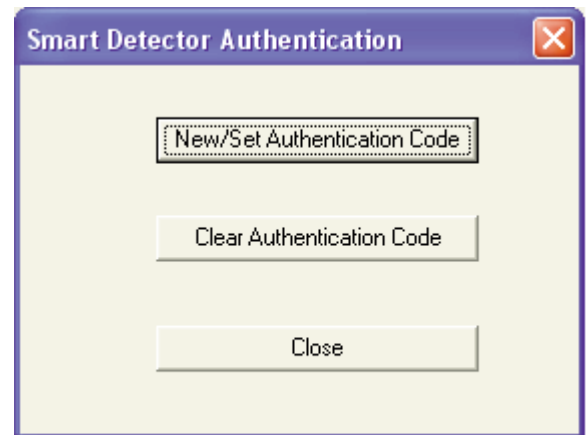 Smart Detector Authentication
New/Set Authentication Code
Clear Authentication Code
Close